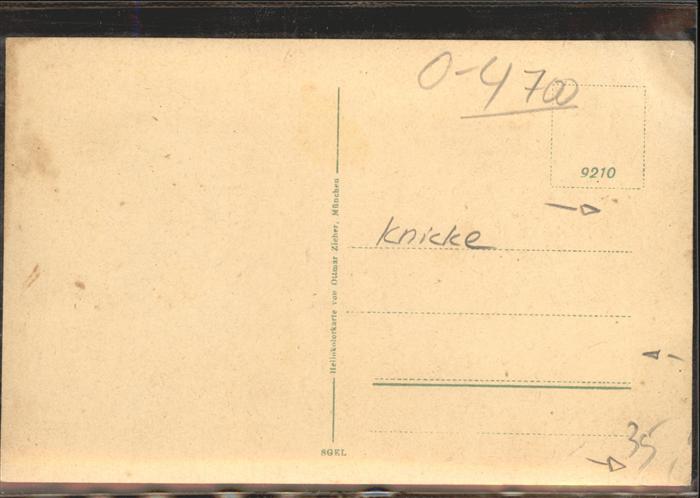 O-4700
9210
Knicke
Heliokolorkarte von Ottmar Zieher, München
35
SGEL